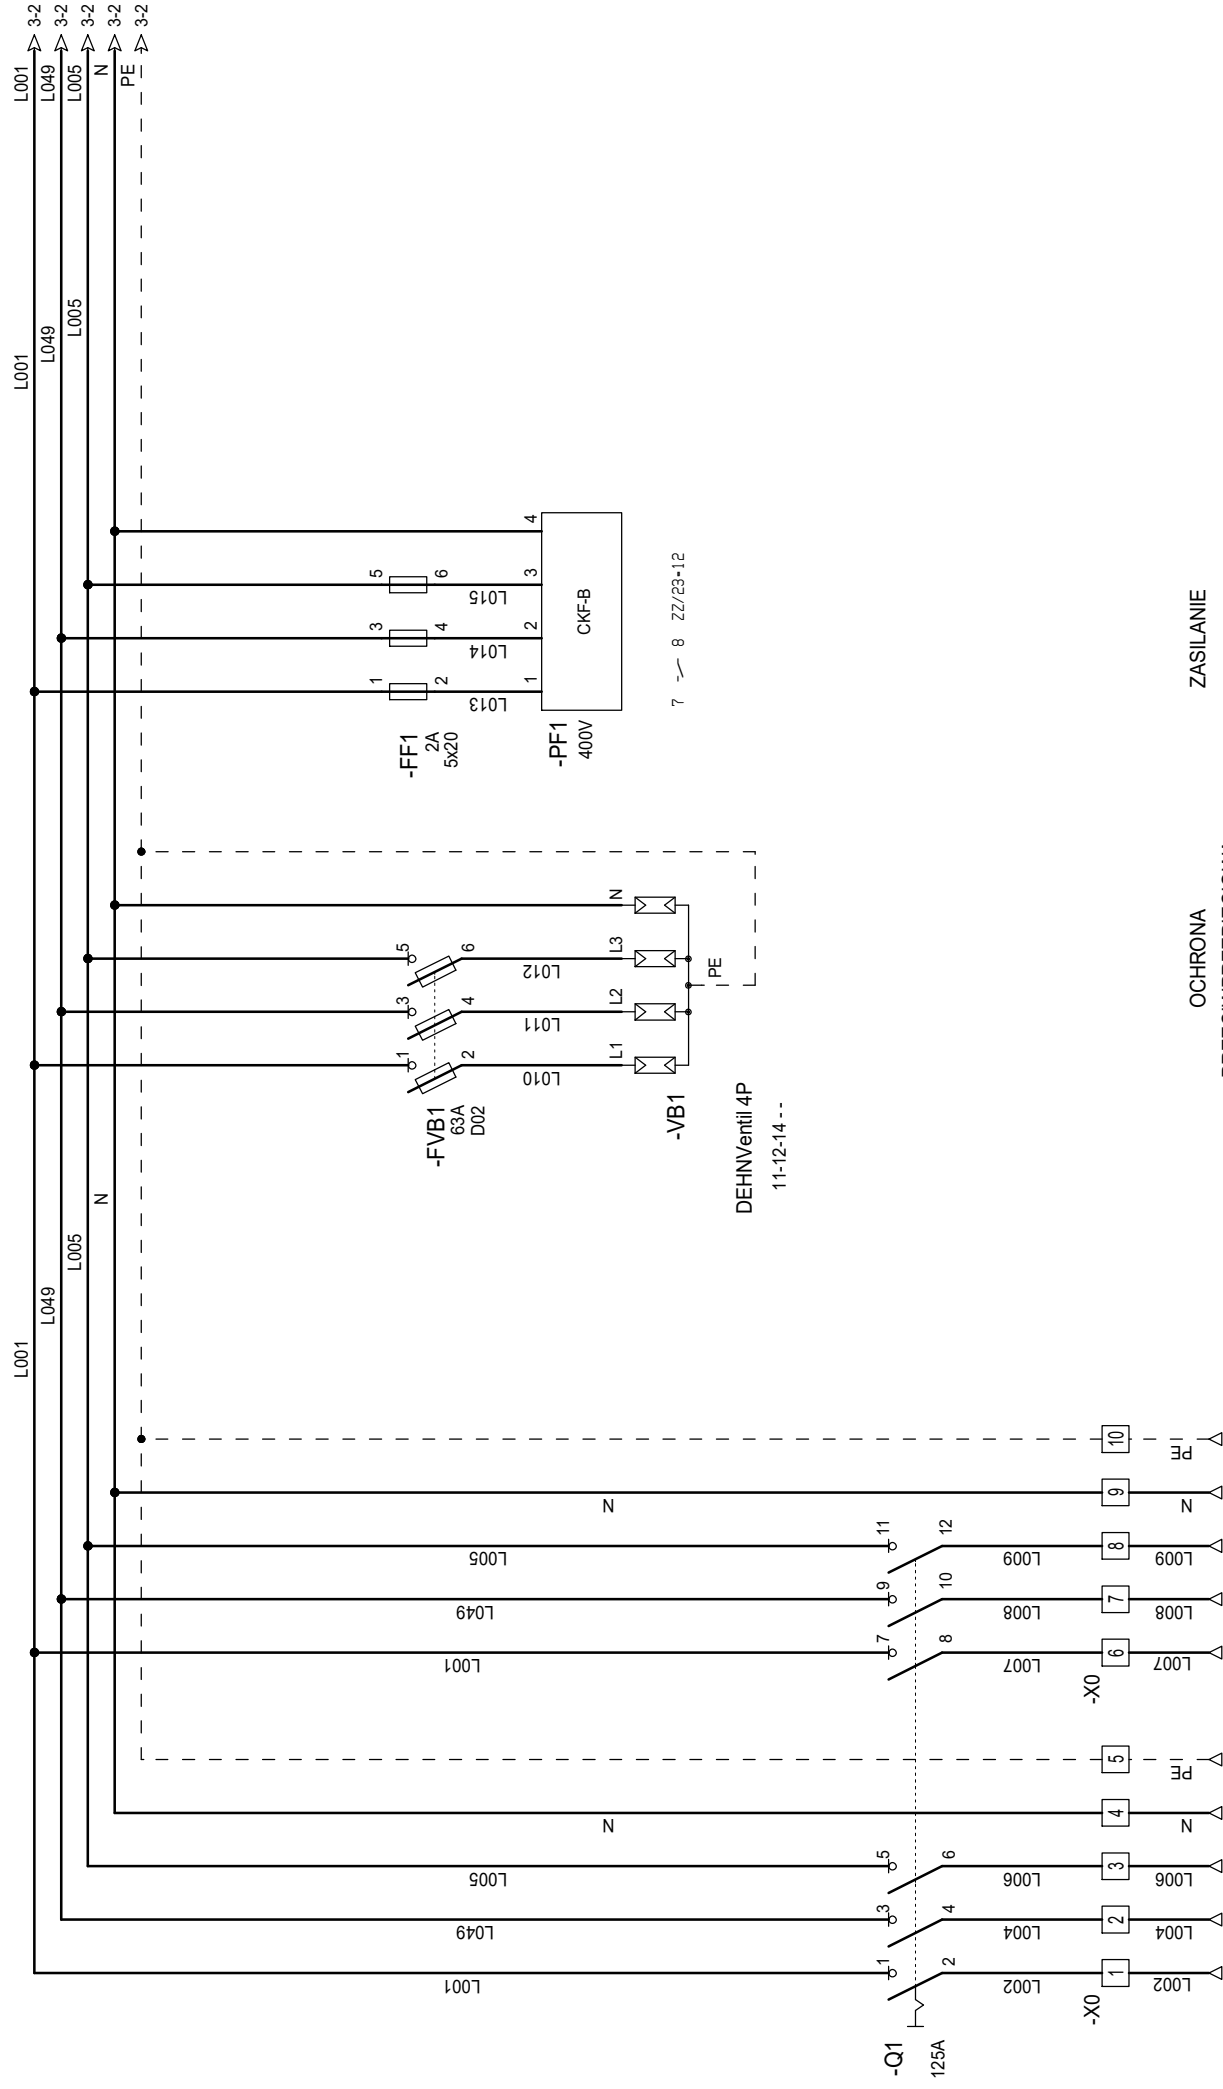 L001 L001 L001 3-2
L049 L049 L049 3-2
L005 L005 L005 3-2
N N 3-2
PE 3-2
L001 L049 L005 N L001 L049 L005 N
-FVB1
63A
D02
1 3 5
2 4 6
L010 L011 L012
L1 L2 L3 N
-VB1
PE
DEHNVentil 4P
11-12-14 - -
-FF1
2A
5x20
1 3 5
2 4 6
L013 L014 L015
1 2 3 4
-PF1
400V
CKF-B
7 8 ZZ/23-12
-Q1
125A
1 3 5 7 9 11
2 4 6 8 10 12
L002 L004 L006 L007 L008 L009
-X0 1 2 3 4 5 -X0 6 7 8 9 10
L002 L004 L006 N PE L007 L008 L009 N PE
OCHRONA
ZASILANIE